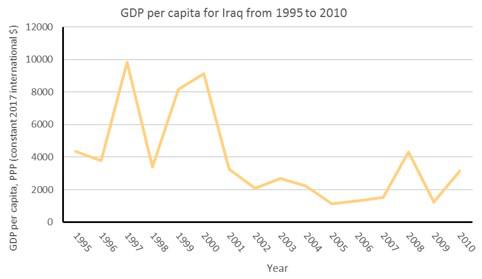 GDP per capita for Iraq from 1995 to 2010
GDP per capita, PPP (constant 2017 international $)
12000
10000
8000
6000
4000
2000
0
1995 1996 1997 1998 1999 2000 2001 2002 2003 2004 2005 2006 2007 2008 2009 2010
Year